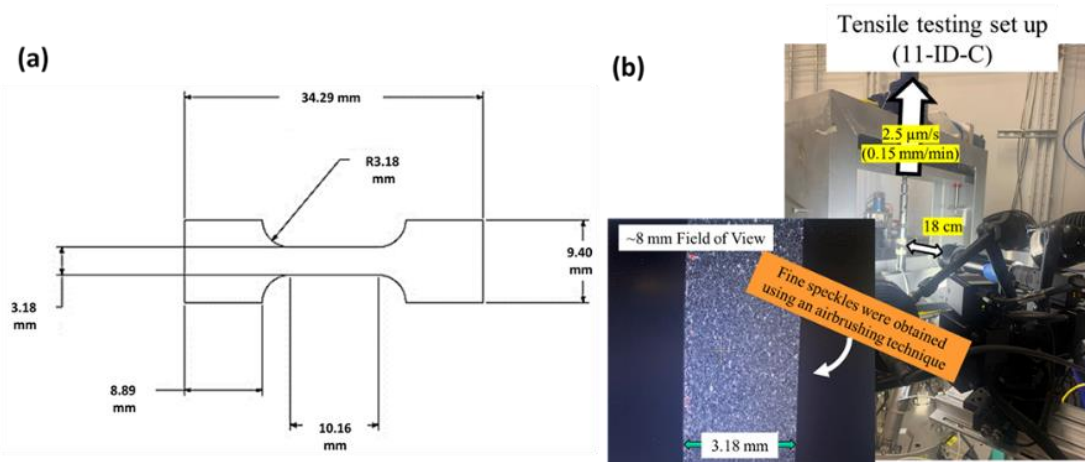 (a)
34.29 mm
R3.18
mm
9.40
mm
3.18
mm
8.89
mm
10.16
mm
(b)
Tensile testing set up
(11-ID-C)
2.5 µm/s
(0.15 mm/min)
18 cm
~8 mm Field of View
Fine speckles were obtained
using an airbrushing technique
3.18 mm